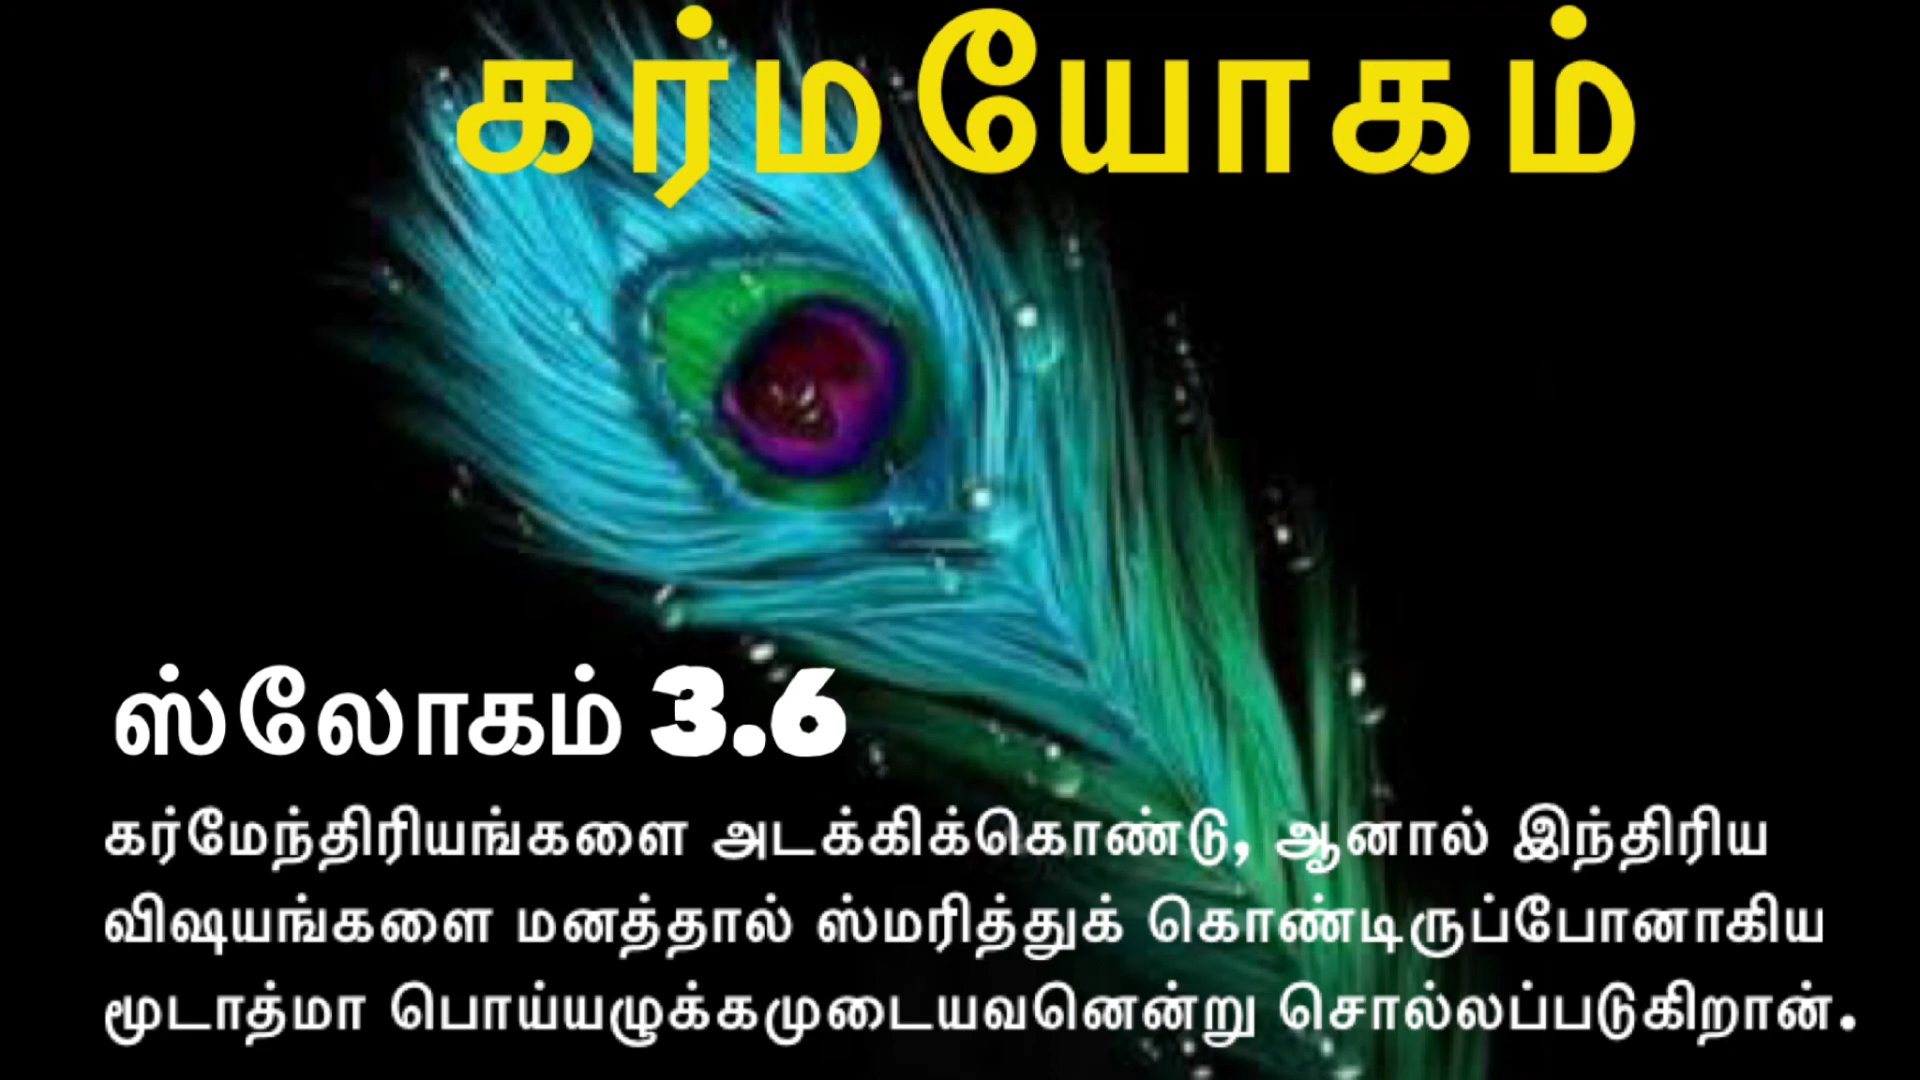 கர்மயோகம்
ஸ்லோகம் 3.6
கர்மேந்திரியங்களை அடக்கிக்கொண்டு, ஆனால் இந்திரிய
விஷயங்களை மனத்தால் ஸ்மரித்துக் கொண்டிருப்போனாகிய
மூடாத்மா பொய்யழுக்கமுடையவனென்று சொல்லப்படுகிறான்.